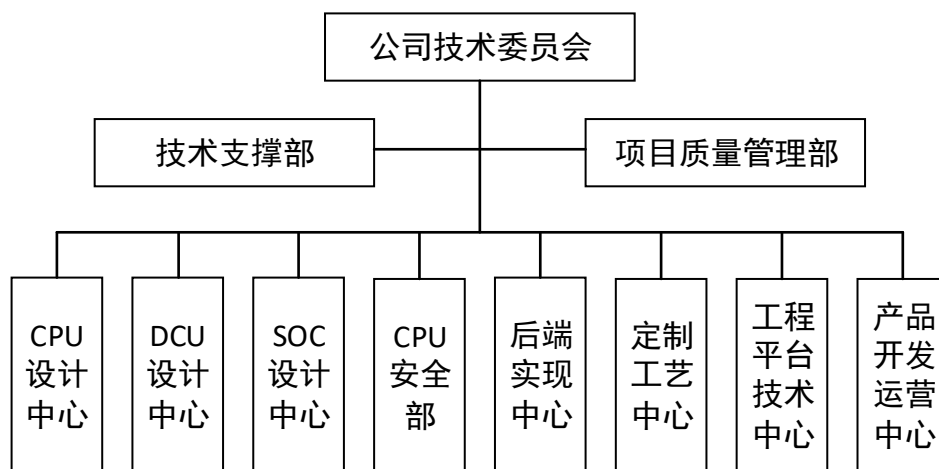 公司技术委员会
技术支撑部
项目质量管理部
CPU
设计
中心
DCU
设计
中心
SOC
设计
中心
CPU
安全
部
后端
实现
中心
定制
工艺
中心
工程
平台
技术
中心
产品
开发
运营
中心